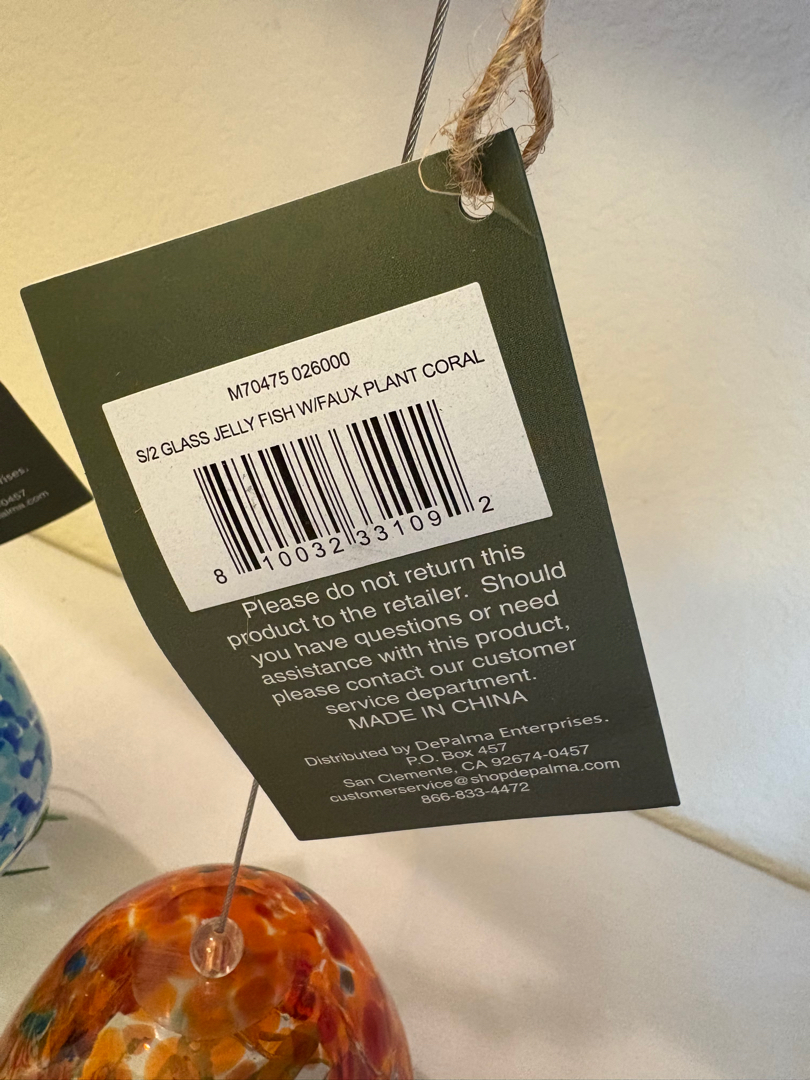 M70475 026000
S/2 GLASS JELLY FISH W/FAUX PLANT CORAL
8 10032 33109 2
Please do not return this
product to the retailer. Should
you have questions or need
assistance with this product,
please contact our customer
service department.
MADE IN CHINA
Distributed by DePalma Enterprises.
P.O. Box 457
San Clemente, CA 92674-0457
customerservice@shopdepalma.com
866-833-4472